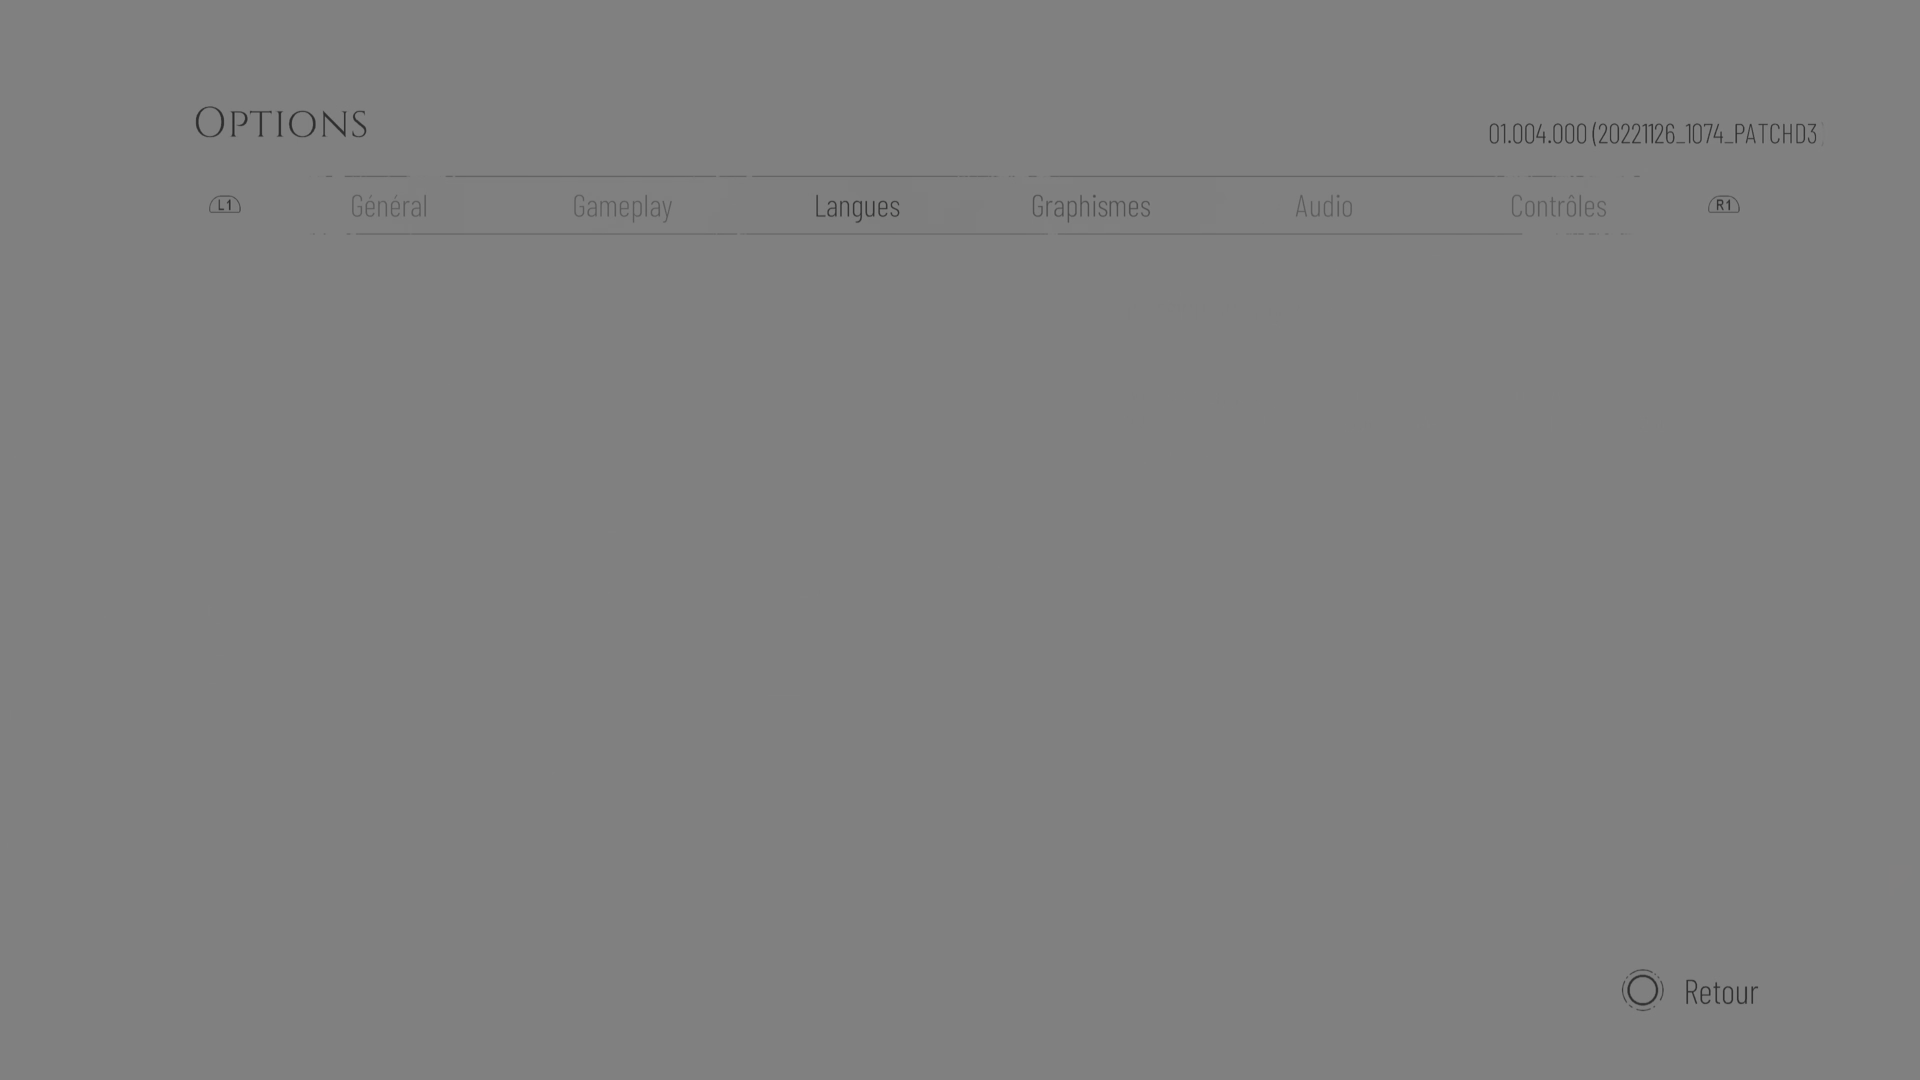 Options
01.004.000 (20221126_1074_PATCHD3
L1 Général Gameplay Langues Graphismes Audio Contrôles R1
Retour